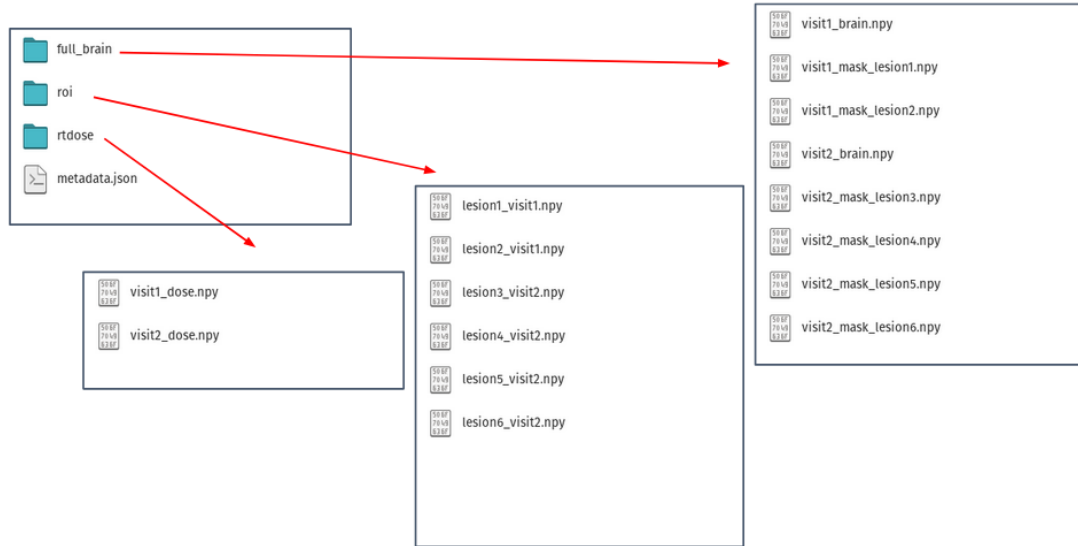 full_brain
roi
rtdose
metadata.json
visit1_dose.npy
visit2_dose.npy
lesion1_visit1.npy
lesion2_visit1.npy
lesion3_visit2.npy
lesion4_visit2.npy
lesion5_visit2.npy
lesion6_visit2.npy
visit1_brain.npy
visit1_mask_lesion1.npy
visit1_mask_lesion2.npy
visit2_brain.npy
visit2_mask_lesion3.npy
visit2_mask_lesion4.npy
visit2_mask_lesion5.npy
visit2_mask_lesion6.npy